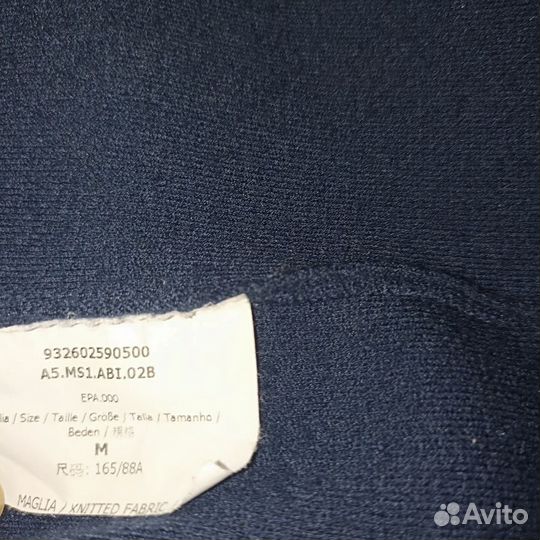 932602590500
A5.MS1.ABI.02B
EPA.000
lia / Size / Taille / Größe / Talla / Tamanho /
Beden / 规格
M
尺码: 165/88A
MAGLIA / KNITTED FABRIC
Avito